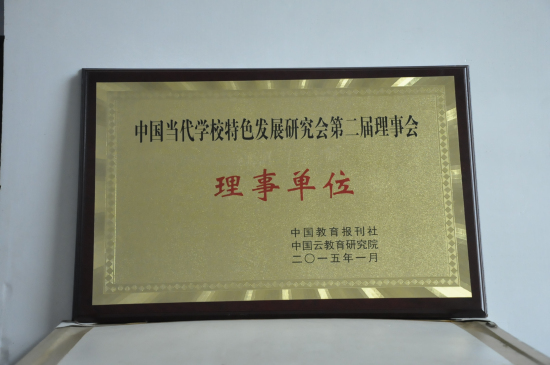 中国当代学校特色发展研究会第二届理事会
理事单位
中国教育报刊社
中国云教育研究院
二〇一五年一月